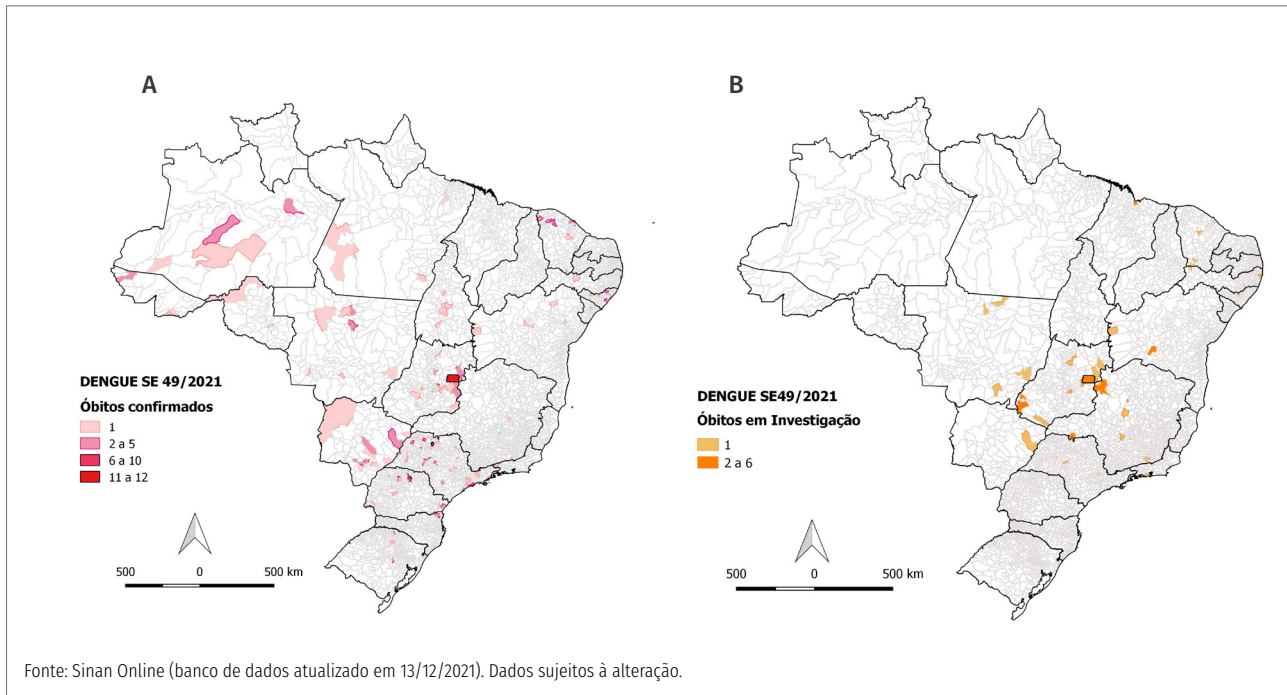 A
DENGUE SE 49/2021
Óbitos confirmados
1
2 a 5
6 a 10
11 a 12
500 0 500 km
B
DENGUE SE49/2021
Óbitos em Investigação
1
2 a 6
500 0 500 km
Fonte: Sinan Online (banco de dados atualizado em 13/12/2021). Dados sujeitos à alteração.